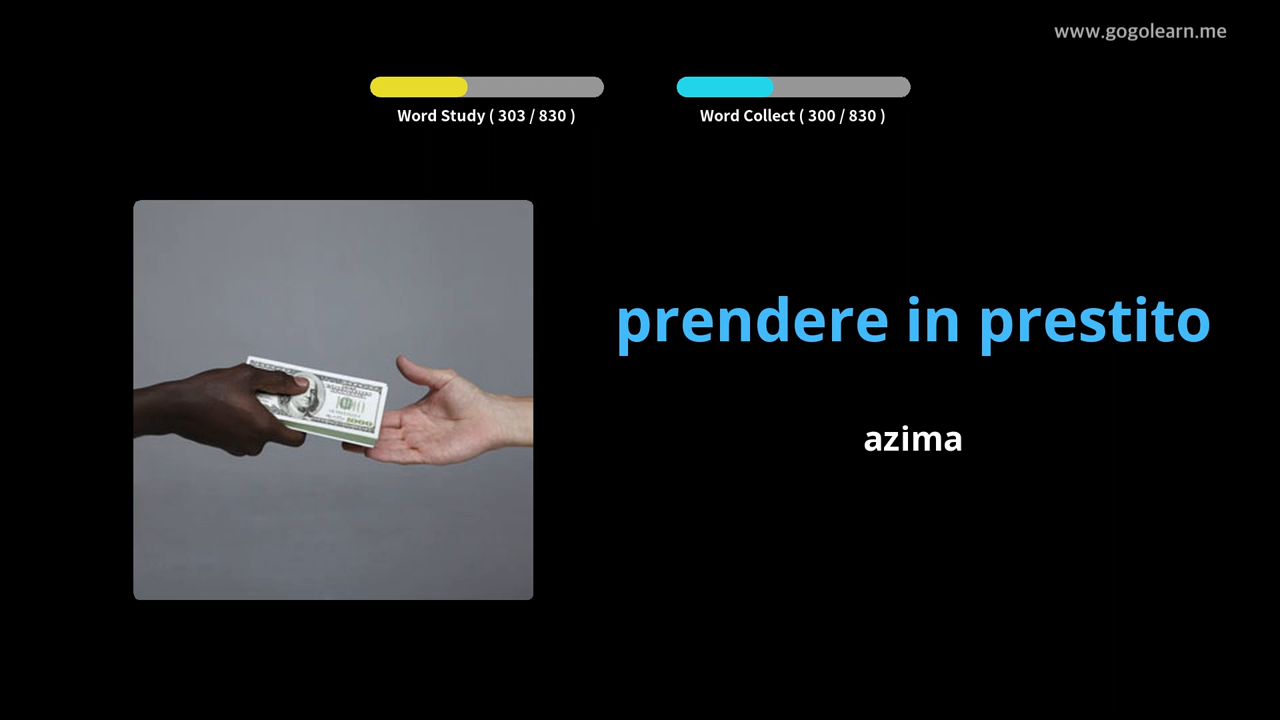 www.gogolearn.me
Word Study ( 303 / 830 )
Word Collect ( 300 / 830 )
prendere in prestito
azima